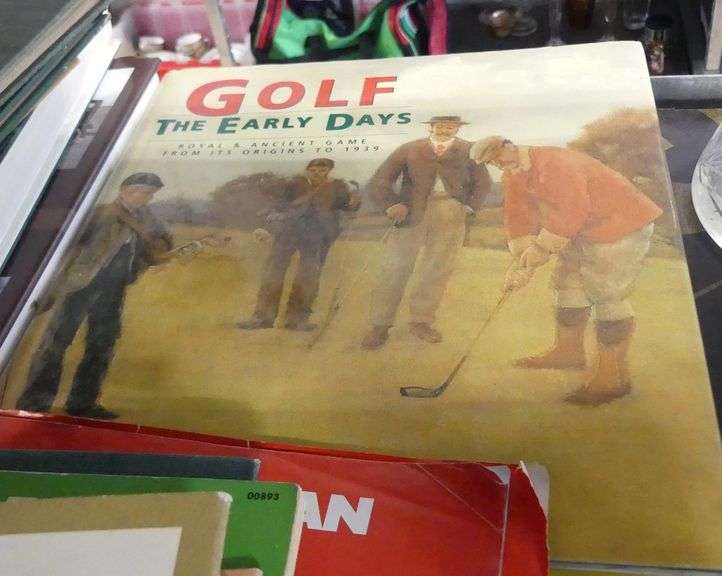 GOLF
THE EARLY DAYS
ROYAL & ANCIENT GAME
FROM ITS ORIGINS TO 1939
00893
AN